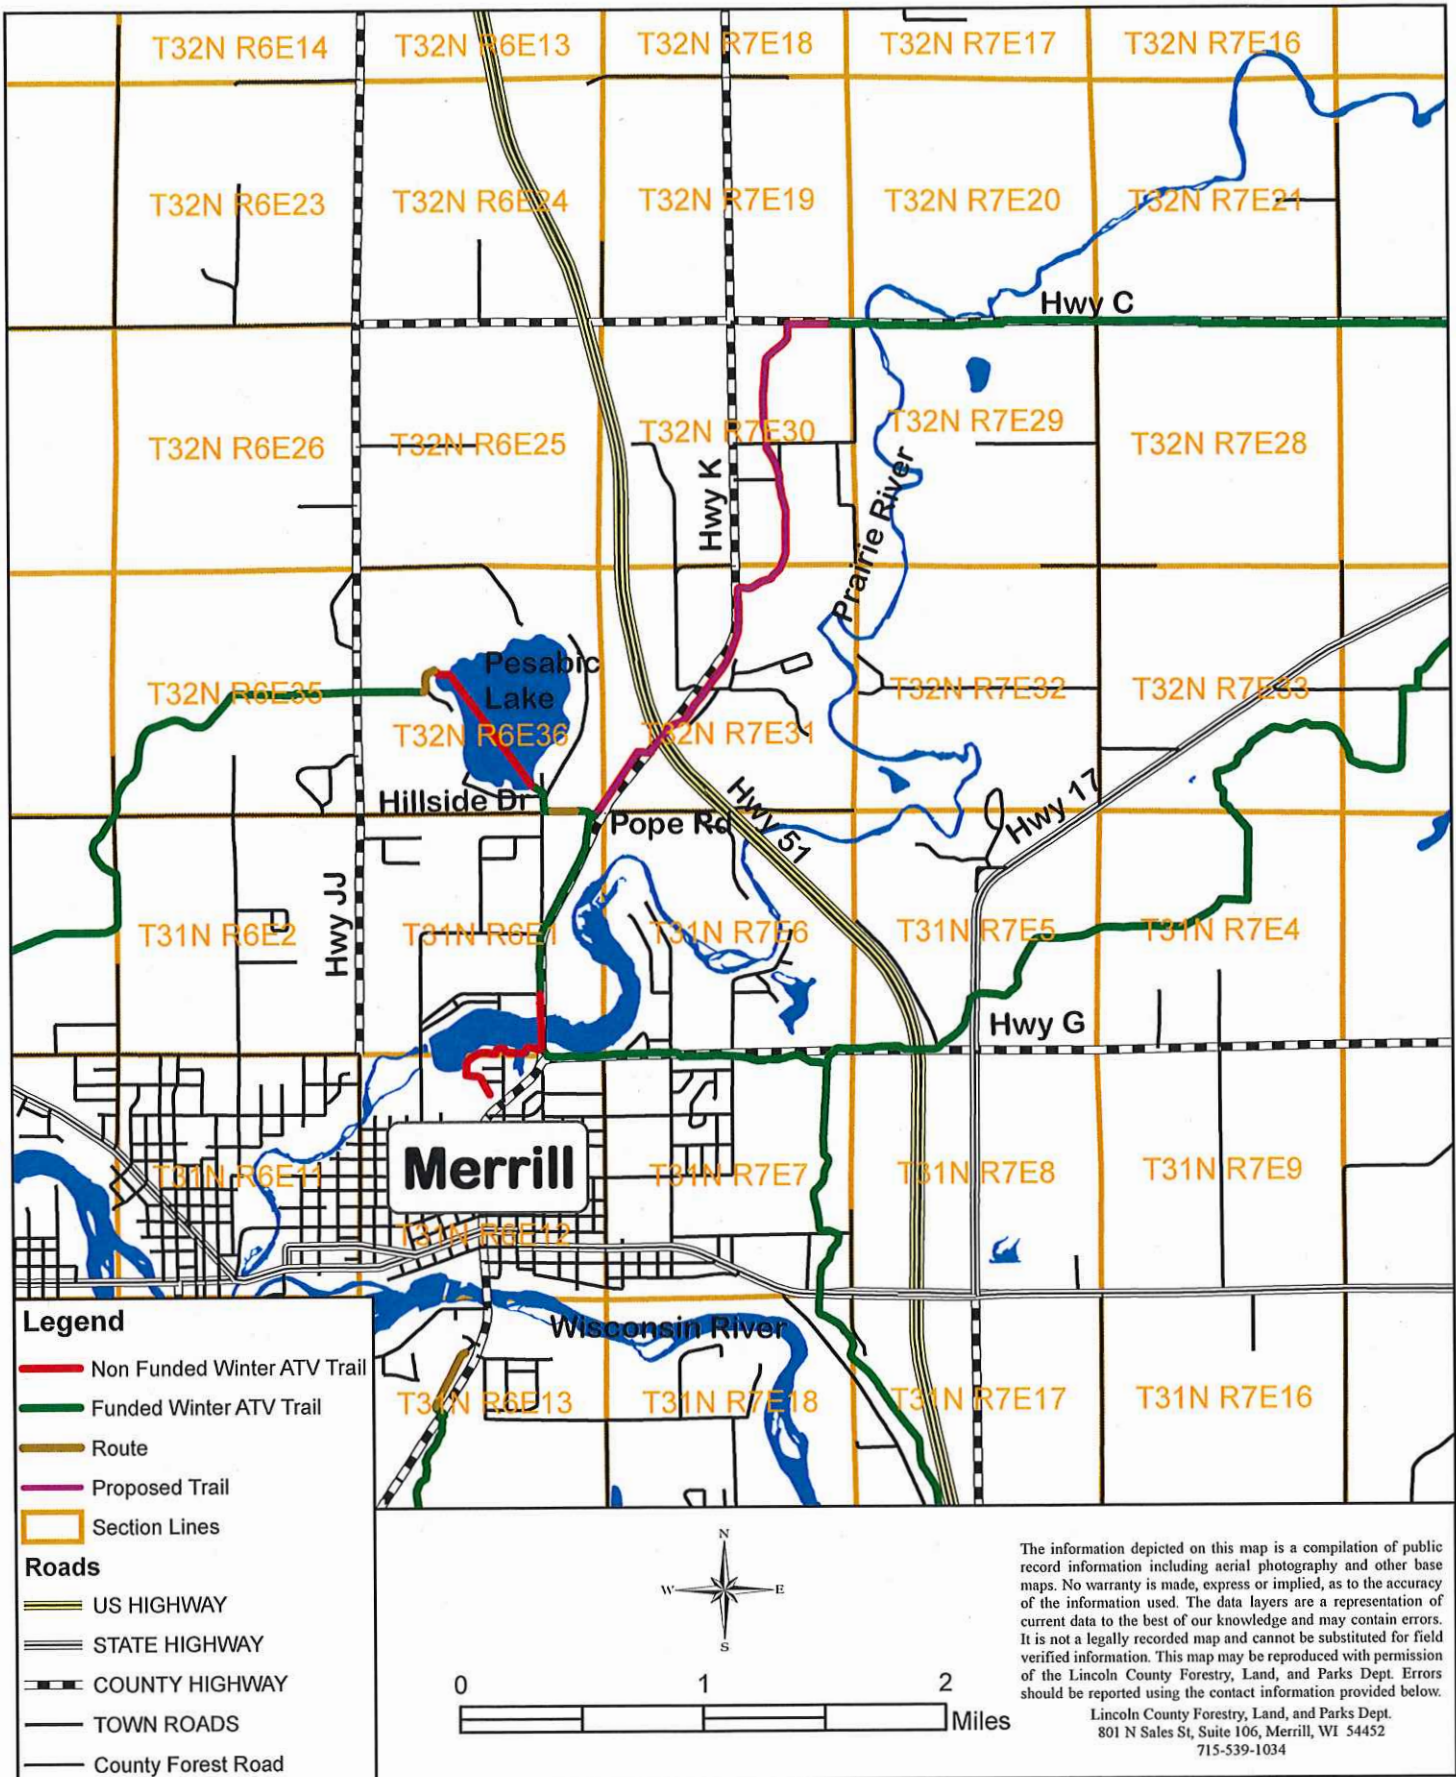 T32N R6E14
T32N R6E13
T32N R7E18
T32N R7E17
T32N R7E16
T32N R6E23
T32N R6E24
T32N R7E19
T32N R7E20
T32N R7E21
Hwy C
T32N R6E26
T32N R6E25
T32N R7E30
T32N R7E29
T32N R7E28
Hwy K
Prairie River
Pesabic
Lake
T32N R6E35
T32N R6E36
T32N R7E31
T32N R7E32
T32N R7E33
Hillside Dr
Pope Rd
Hwy 51
Hwy 17
Hwy JJ
T31N R6E2
T31N R6E1
T31N R7E6
T31N R7E5
T31N R7E4
Hwy G
Merrill
T31N R6E11
T31N R6E12
T31N R7E7
T31N R7E8
T31N R7E9
Wisconsin River
T31N R6E13
T31N R7E18
T31N R7E17
T31N R7E16
Legend
Non Funded Winter ATV Trail
Funded Winter ATV Trail
Route
Proposed Trail
Section Lines
Roads
US HIGHWAY
STATE HIGHWAY
COUNTY HIGHWAY
TOWN ROADS
County Forest Road
N
W
E
S
0 1 2
Miles
The information depicted on this map is a compilation of public
record information including aerial photography and other base
maps. No warranty is made, express or implied, as to the accuracy
of the information used. The data layers are a representation of
current data to the best of our knowledge and may contain errors.
It is not a legally recorded map and cannot be substituted for field
verified information. This map may be reproduced with permission
of the Lincoln County Forestry, Land, and Parks Dept. Errors
should be reported using the contact information provided below.
Lincoln County Forestry, Land, and Parks Dept.
801 N Sales St, Suite 106, Merrill, WI 54452
715-539-1034